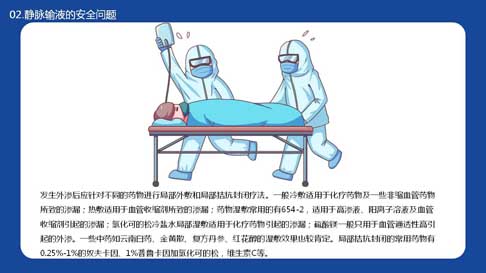 02.静脉输液的安全问题
发生外渗后应针对不同的药物进行局部外敷和局部拮抗封闭疗法。一般冷敷适用于化疗药物及一些非缩血管药物
所致的渗漏；热敷适用于血管收缩剂所致的渗漏；药物湿敷常用的有654-2，适用于高渗液、阳离子溶液及血管
收缩剂引起的渗漏；氢化可的松冷盐水局部湿敷适用于化疗药物引起的渗漏；硫酸镁一般只用于血管通透性高引
起的外渗。一些中药如云南白药、金黄散、复方丹参、红花醇的湿敷效果也较肯定。局部拮抗封闭的常用药物有
0.25%-1%的奴夫卡因、1%普鲁卡因加氢化可的松，维生素C等。